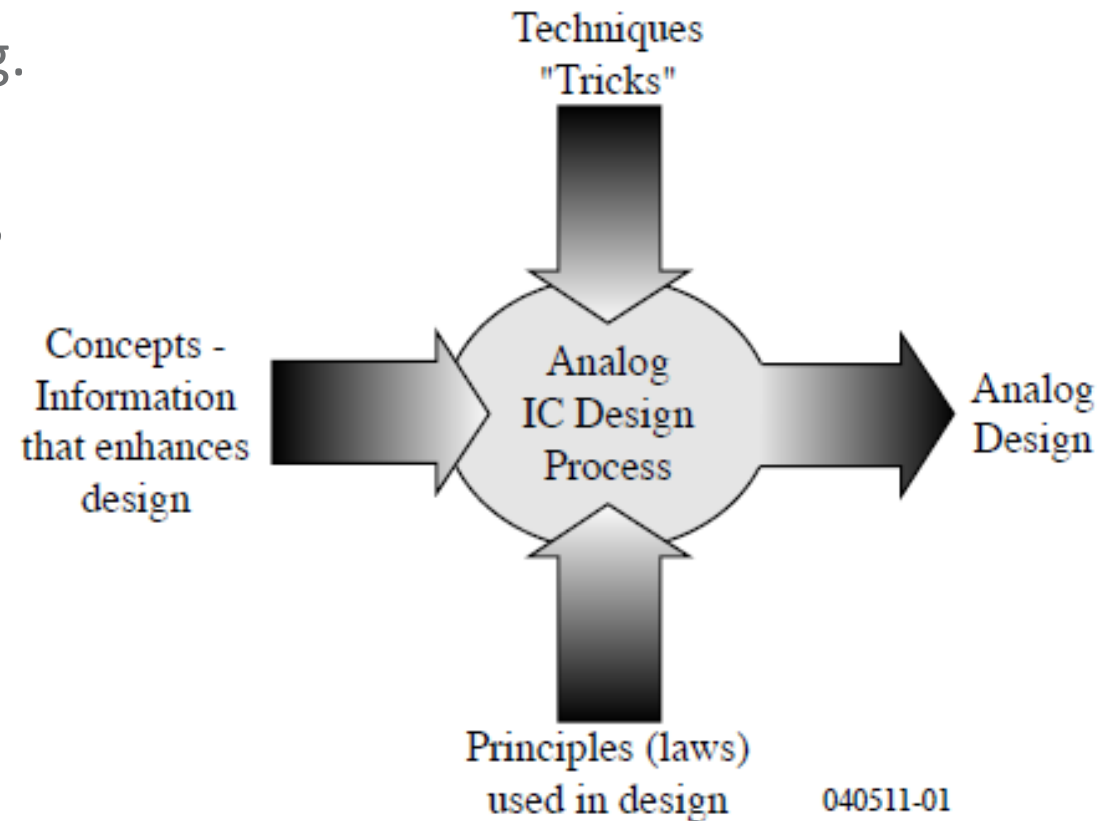 g.
Techniques
"Tricks"
Concepts -
Information
that enhances
design
Analog
IC Design
Process
Analog
Design
Principles (laws)
used in design
040511-01